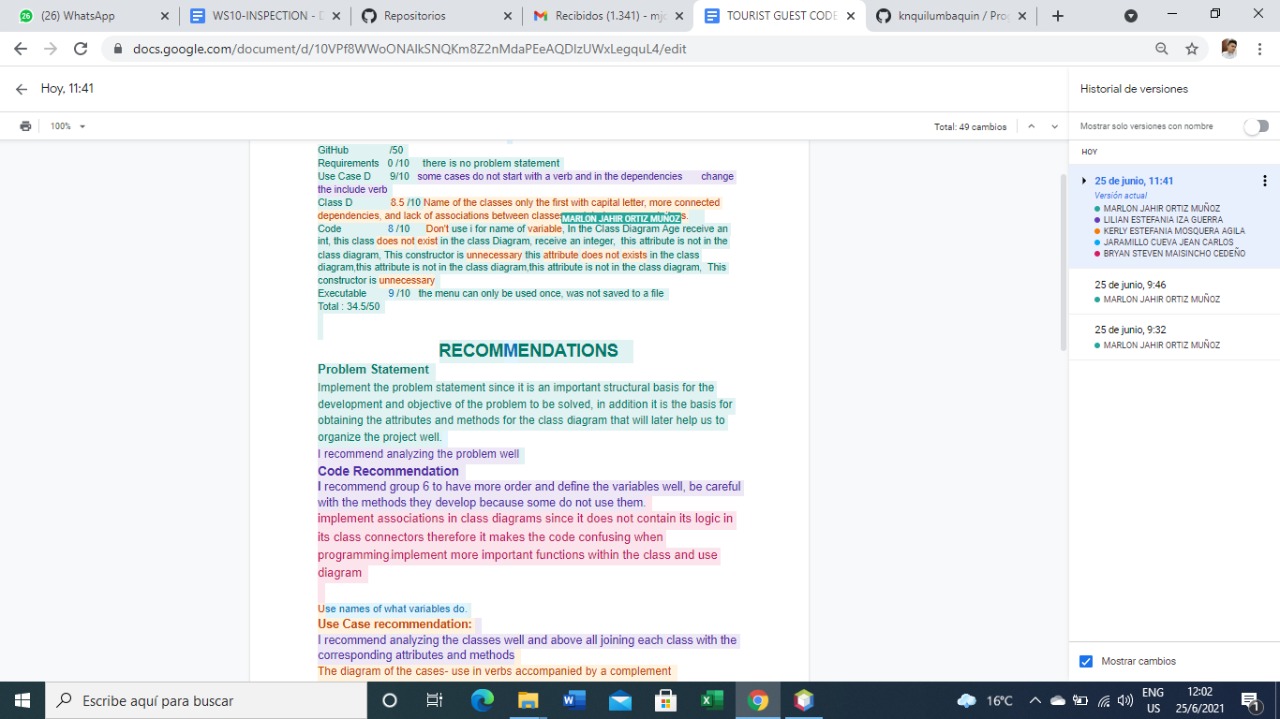 (26) WhatsApp
WS10-INSPECTION - D
Repositorios
Recibidos (1.341) - mjo
TOURIST GUEST CODE
knquilumbaquin / Prog
docs.google.com/document/d/10VPf8WWoONAIkSNQKm8Z2nMdaPEeAQDIzUWxLegquL4/edit
Hoy, 11:41
Historial de versiones
100%
Total: 49 cambios
Mostrar solo versiones con nombre
HOY
GitHub /50
Requirements 0 /10 there is no problem statement
Use Case D 9/10 some cases do not start with a verb and in the dependencies change
the include verb
Class D 8.5 /10 Name of the classes only the first with capital letter, more connected
dependencies, and lack of associations between classes
MARLON JAHIR ORTIZ MUÑOZ
s.
Code 8 /10 Don't use i for name of variable, In the Class Diagram Age receive an
int, this class does not exist in the class Diagram, receive an integer, this attribute is not in the
class diagram, This constructor is unnecessary this attribute does not exists in the class
diagram,this attribute is not in the class diagram,this attribute is not in the class diagram, This
constructor is unnecessary
Executable 9 /10 the menu can only be used once, was not saved to a file
Total : 34.5/50
RECOMMENDATIONS
Problem Statement
Implement the problem statement since it is an important structural basis for the
development and objective of the problem to be solved, in addition it is the basis for
obtaining the attributes and methods for the class diagram that will later help us to
organize the project well.
I recommend analyzing the problem well
Code Recommendation
I recommend group 6 to have more order and define the variables well, be careful
with the methods they develop because some do not use them.
implement associations in class diagrams since it does not contain its logic in
its class connectors therefore it makes the code confusing when
programming implement more important functions within the class and use
diagram
Use names of what variables do.
Use Case recommendation:
I recommend analyzing the classes well and above all joining each class with the
corresponding attributes and methods
The diagram of the cases- use in verbs accompanied by a complement
25 de junio, 11:41
Versión actual
MARLON JAHIR ORTIZ MUÑOZ
LILIAN ESTEFANIA IZA GUERRA
KERLY ESTEFANIA MOSQUERA AGILA
JARAMILLO CUEVA JEAN CARLOS
BRYAN STEVEN MAISINCHO CEDEÑO
25 de junio, 9:46
MARLON JAHIR ORTIZ MUÑOZ
25 de junio, 9:32
MARLON JAHIR ORTIZ MUÑOZ
Mostrar cambios
Escribe aquí para buscar
16°C
ENG
US
12:02
25/6/2021
1